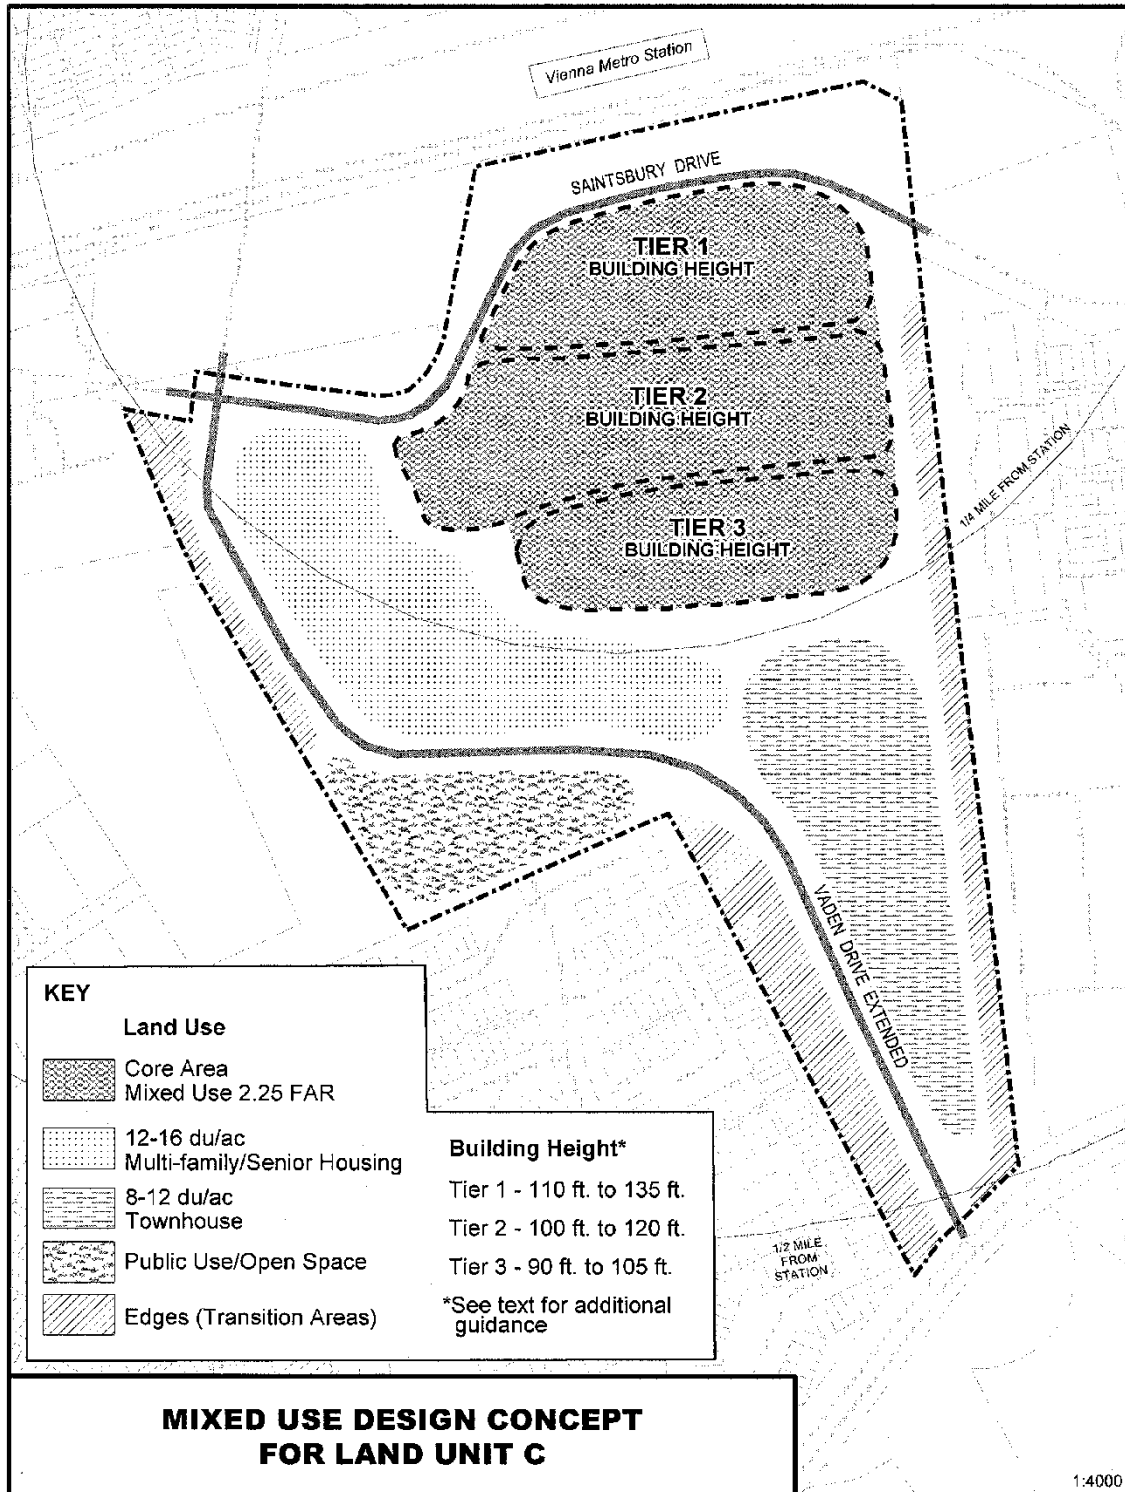 Vienna Metro Station
SAINTSBURY DRIVE
TIER 1
BUILDING HEIGHT
TIER 2
BUILDING HEIGHT
TIER 3
BUILDING HEIGHT
1/4 MILE FROM STATION
VADEN DRIVE EXTENDED
1/2 MILE
FROM
STATION
KEY
Land Use
Core Area
Mixed Use 2.25 FAR
12-16 du/ac
Multi-family/Senior Housing
8-12 du/ac
Townhouse
Public Use/Open Space
Edges (Transition Areas)
Building Height*
Tier 1 - 110 ft. to 135 ft.
Tier 2 - 100 ft. to 120 ft.
Tier 3 - 90 ft. to 105 ft.
*See text for additional
guidance
MIXED USE DESIGN CONCEPT
FOR LAND UNIT C
1:4000